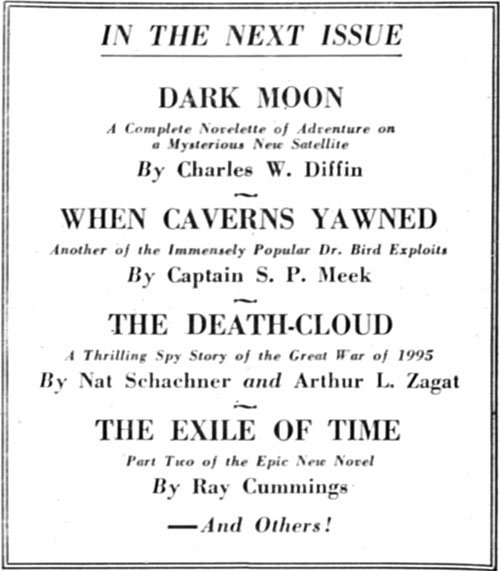 IN THE NEXT ISSUE
DARK MOON
A Complete Novelette of Adventure on
a Mysterious New Satellite
By Charles W. Diffin
WHEN CAVERNS YAWNED
Another of the Immensely Popular Dr. Bird Exploits
By Captain S. P. Meek
THE DEATH-CLOUD
A Thrilling Spy Story of the Great War of 1995
By Nat Schachner and Arthur L. Zagat
THE EXILE OF TIME
Part Two of the Epic New Novel
By Ray Cummings
—And Others!